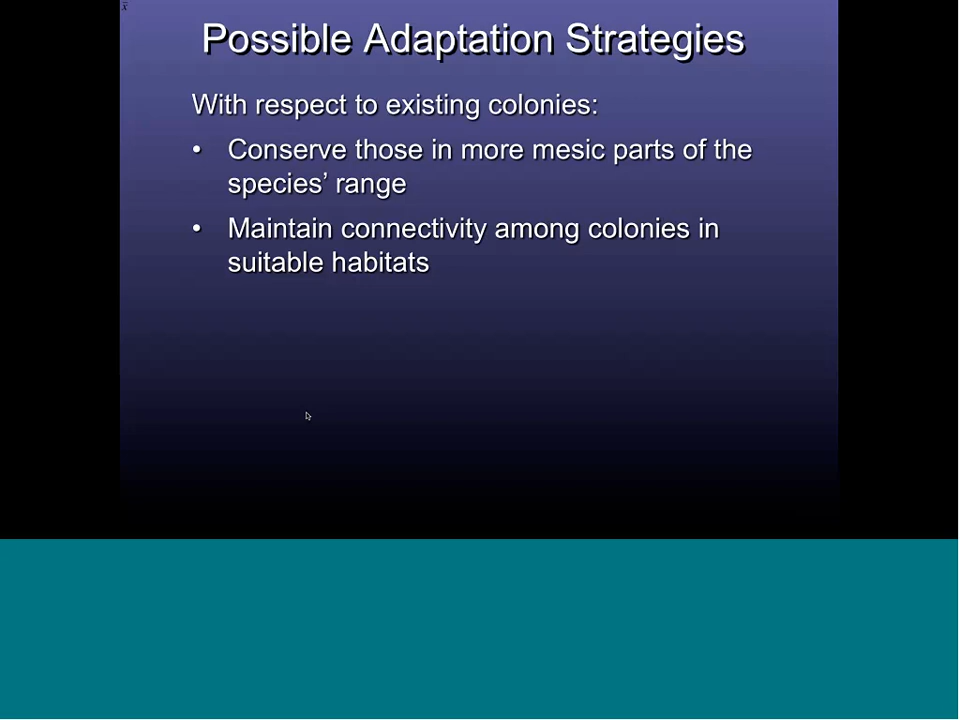 Possible Adaptation Strategies
With respect to existing colonies:
• Conserve those in more mesic parts of the
species’ range
• Maintain connectivity among colonies in
suitable habitats